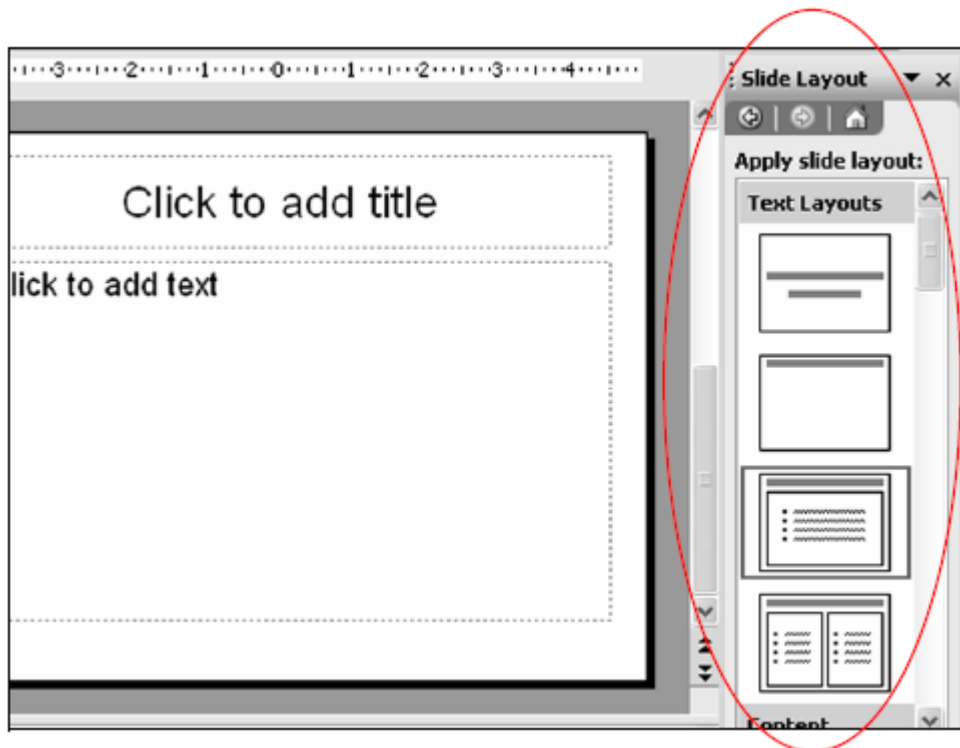 3 2 1 0 1 2 3 4
Slide Layout
Apply slide layout:
Text Layouts
Click to add title
lick to add text
Content